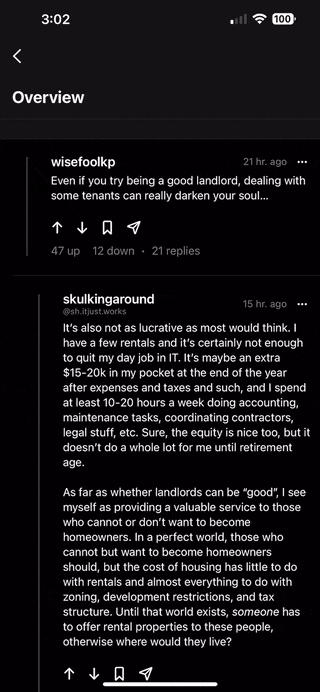 3:02
100
Overview
wisefoolkp
21 hr. ago
Even if you try being a good landlord, dealing with
some tenants can really darken your soul...
47 up 12 down · 21 replies
skulkingaround
15 hr. ago
@sh.itjust.works
It's also not as lucrative as most would think. I
have a few rentals and it's certainly not enough
to quit my day job in IT. It's maybe an extra
$15-20k in my pocket at the end of the year
after expenses and taxes and such, and I spend
at least 10-20 hours a week doing accounting,
maintenance tasks, coordinating contractors,
legal stuff, etc. Sure, the equity is nice too, but it
doesn't do a whole lot for me until retirement
age.
As far as whether landlords can be “good”, I see
myself as providing a valuable service to those
who cannot or don't want to become
homeowners. In a perfect world, those who
cannot but want to become homeowners
should, but the cost of housing has little to do
with rentals and almost everything to do with
zoning, development restrictions, and tax
structure. Until that world exists, someone has
to offer rental properties to these people,
otherwise where would they live?